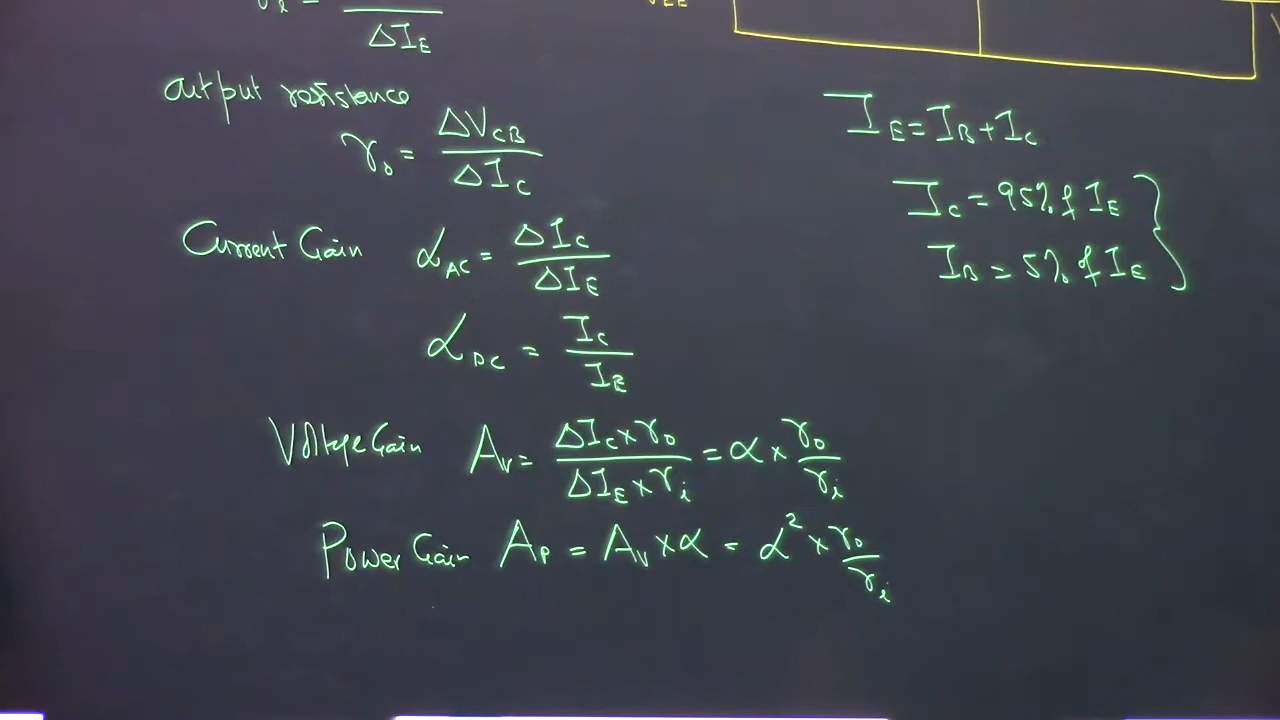 ΔI_E
output resistance
r_o = ΔV_CB / ΔI_C
Current Gain α_AC = ΔI_C / ΔI_E
α_DC = I_C / I_E
Voltage Gain A_V = ΔI_C × r_o / ΔI_E × r_i = α × r_o / r_i
Power Gain A_P = A_V × α = α² × r_o / r_i
V_EE
I_E = I_B + I_C
I_C = 95% of I_E
I_B = 5% of I_E